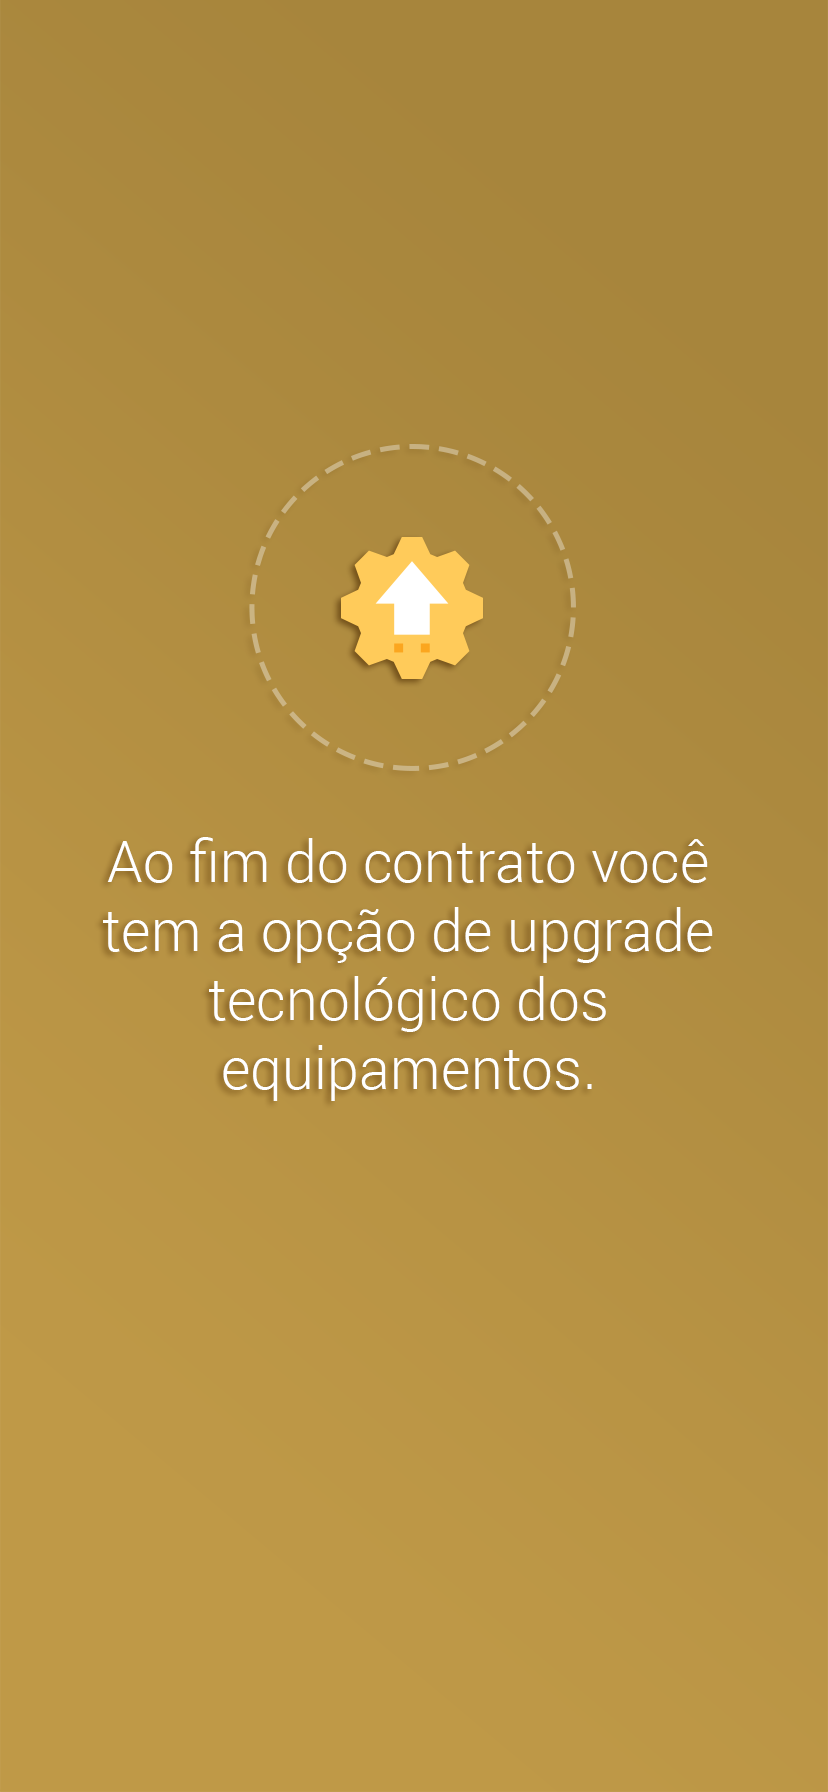 Ao fim do contrato você
tem a opção de upgrade
tecnológico dos
equipamentos.